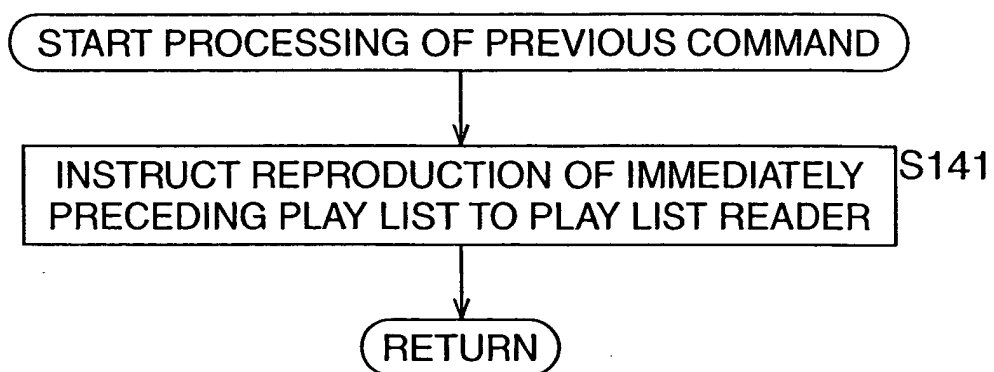 START PROCESSING OF PREVIOUS COMMAND
INSTRUCT REPRODUCTION OF IMMEDIATELY
PRECEDING PLAY LIST TO PLAY LIST READER
S141
RETURN